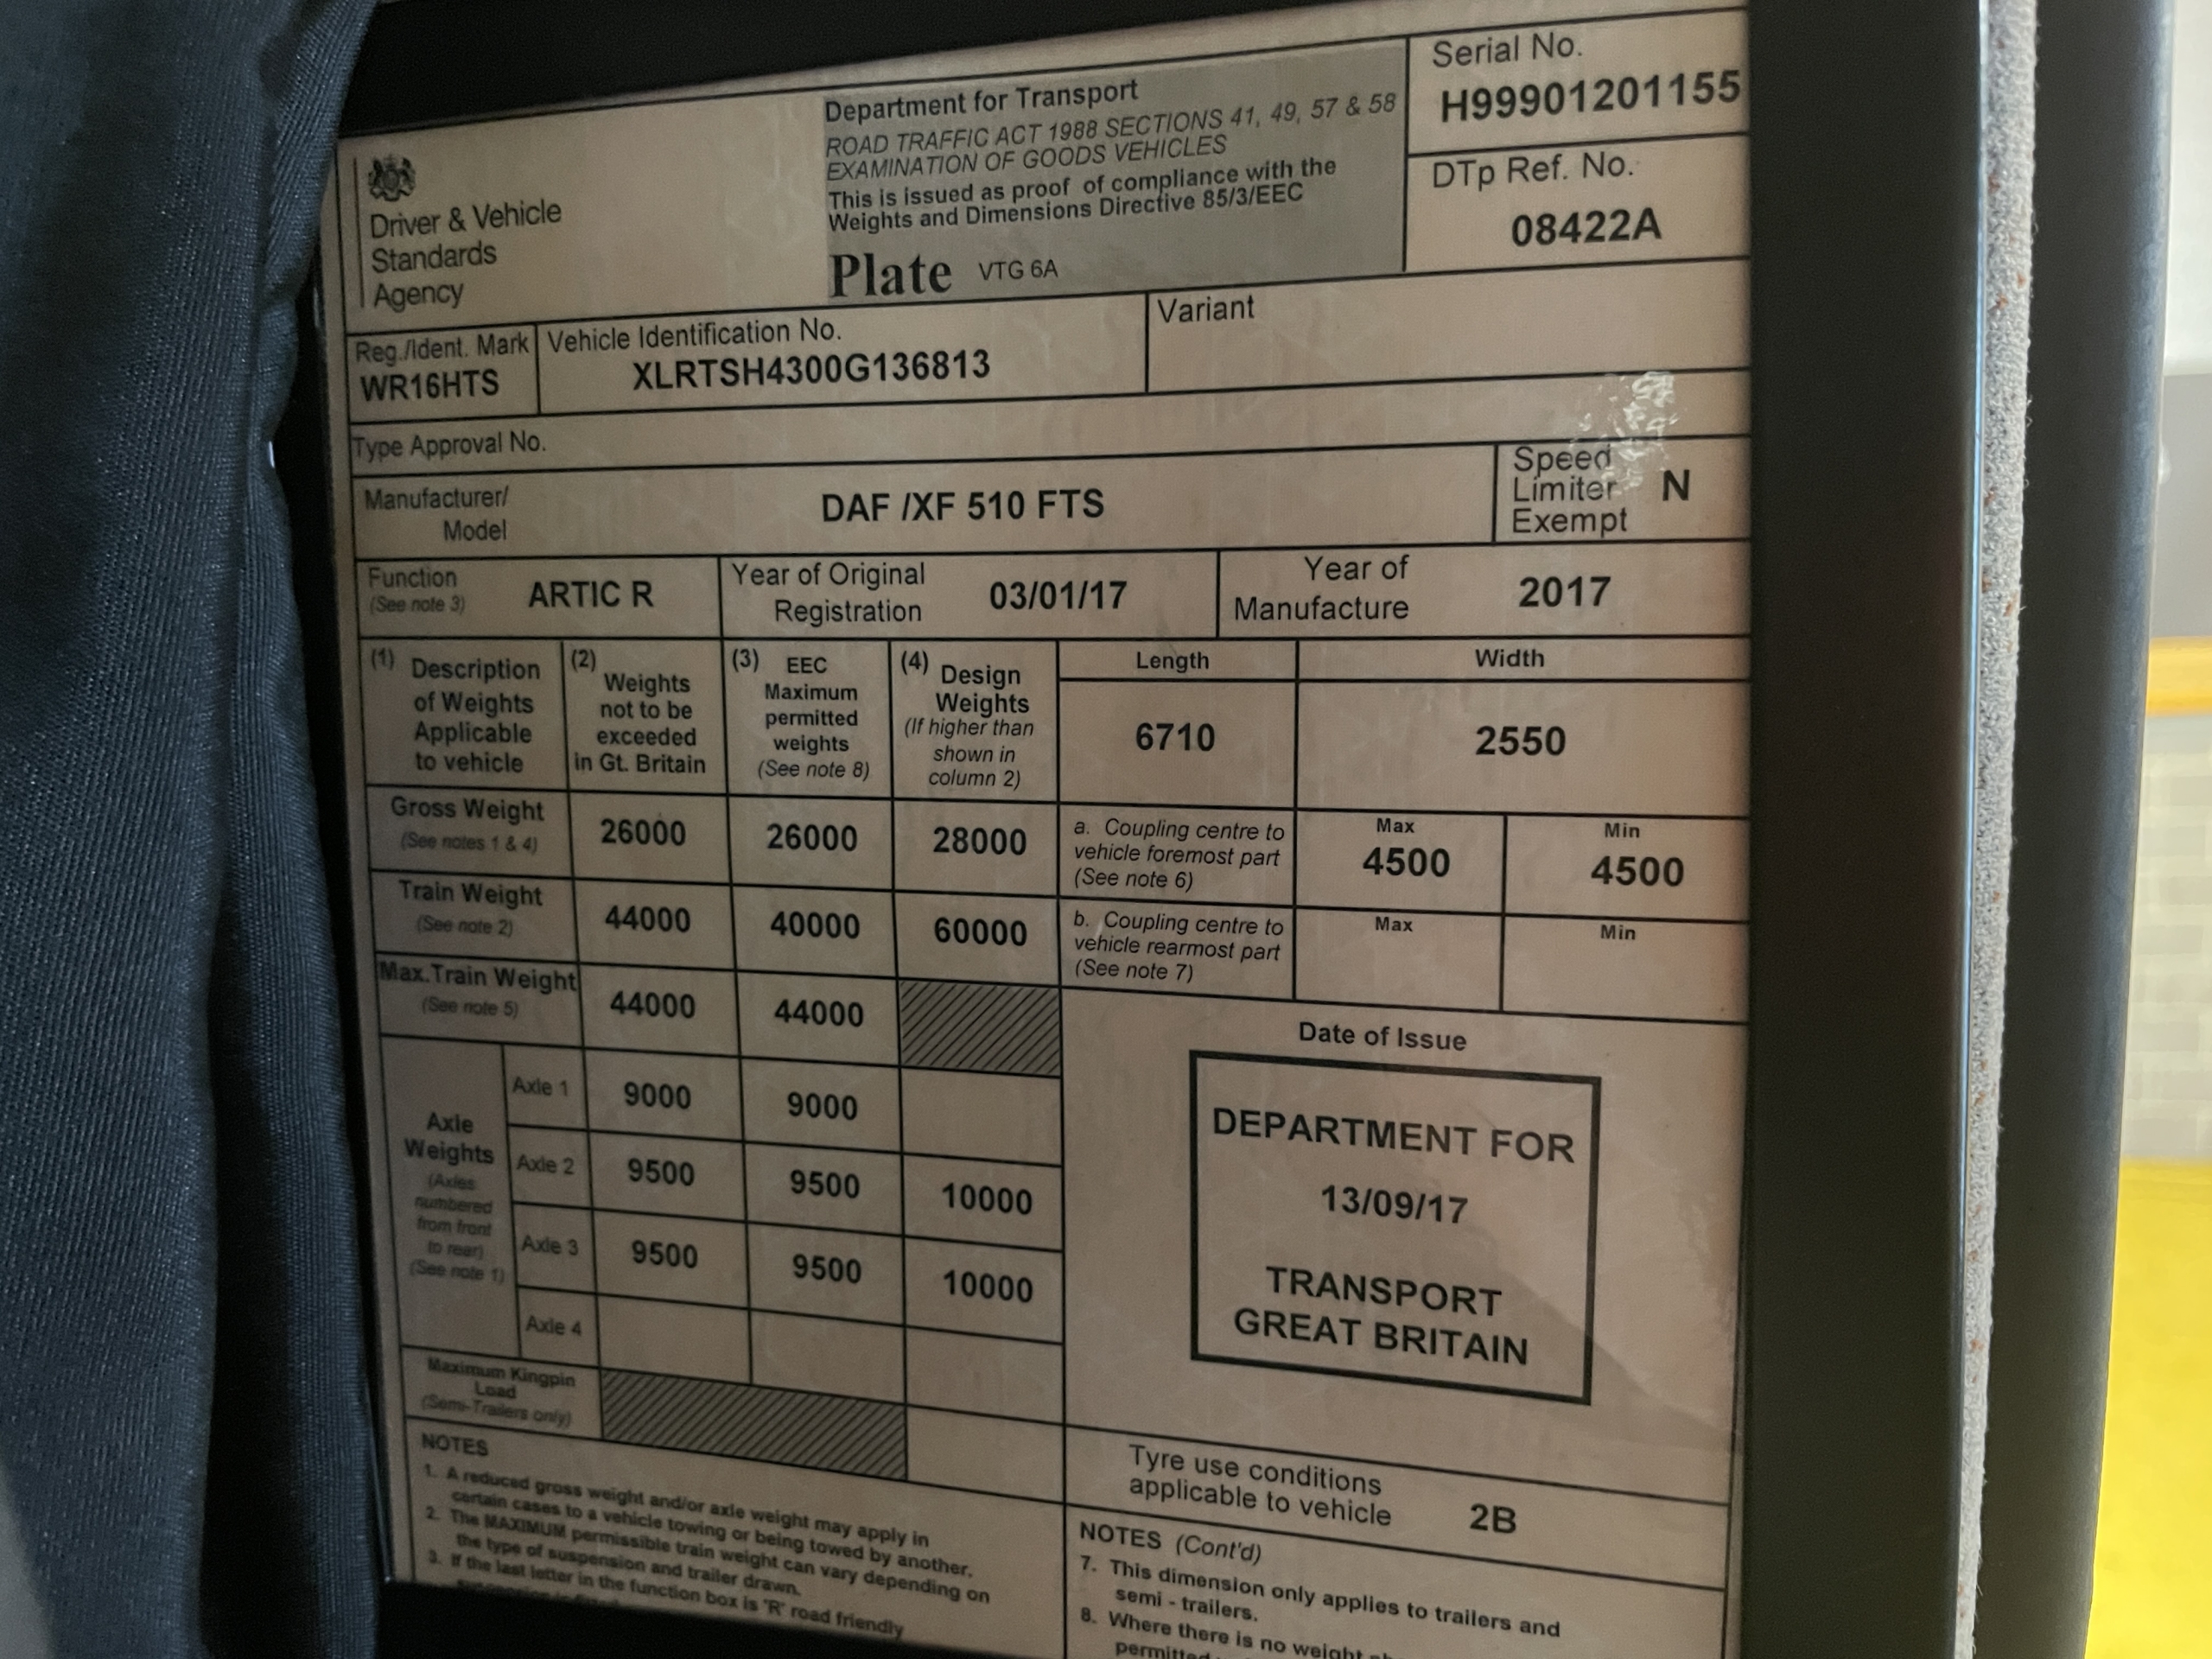 Driver & Vehicle
Standards
Agency
Department for Transport
ROAD TRAFFIC ACT 1988 SECTIONS 41, 49, 57 & 58
EXAMINATION OF GOODS VEHICLES
This is issued as proof of compliance with the
Weights and Dimensions Directive 85/3/EEC
Plate VTG 6A
Serial No.
H99901201155
DTp Ref. No.
08422A
Reg./Ident. Mark
WR16HTS
Vehicle Identification No.
XLRTSH4300G136813
Variant
Type Approval No.
Manufacturer/
Model
DAF /XF 510 FTS
Speed
Limiter
Exempt
N
Function
(See note 3)
ARTIC R
Year of Original
Registration
03/01/17
Year of
Manufacture
2017
(1) Description
of Weights
Applicable
to vehicle
(2) Weights
not to be
exceeded
in Gt. Britain
(3) EEC
Maximum
permitted
weights
(See note 8)
(4) Design
Weights
(If higher than
shown in
column 2)
Length
6710
Width
2550
Gross Weight
(See notes 1 & 4)
26000
26000
28000
a. Coupling centre to
vehicle foremost part
(See note 6)
Max
4500
Min
4500
Train Weight
(See note 2)
44000
40000
60000
b. Coupling centre to
vehicle rearmost part
(See note 7)
Max
Min
Max.Train Weight
(See note 5)
44000
44000
Axle
Weights
(Axles
numbered
from front
to rear)
(See note 1)
Axle 1
9000
9000
Axle 2
9500
9500
10000
Axle 3
9500
9500
10000
Axle 4
Maximum Kingpin
Load
(Semi-Trailers only)
Date of Issue
DEPARTMENT FOR
13/09/17
TRANSPORT
GREAT BRITAIN
Tyre use conditions
applicable to vehicle
2B
NOTES
1. A reduced gross weight and/or axle weight may apply in
certain cases to a vehicle towing or being towed by another.
2. The MAXIMUM permissible train weight can vary depending on
the type of suspension and trailer drawn.
3. If the last letter in the function box is 'R' road friendly
NOTES (Cont'd)
7. This dimension only applies to trailers and
semi - trailers.
8. Where there is no weight
permitted